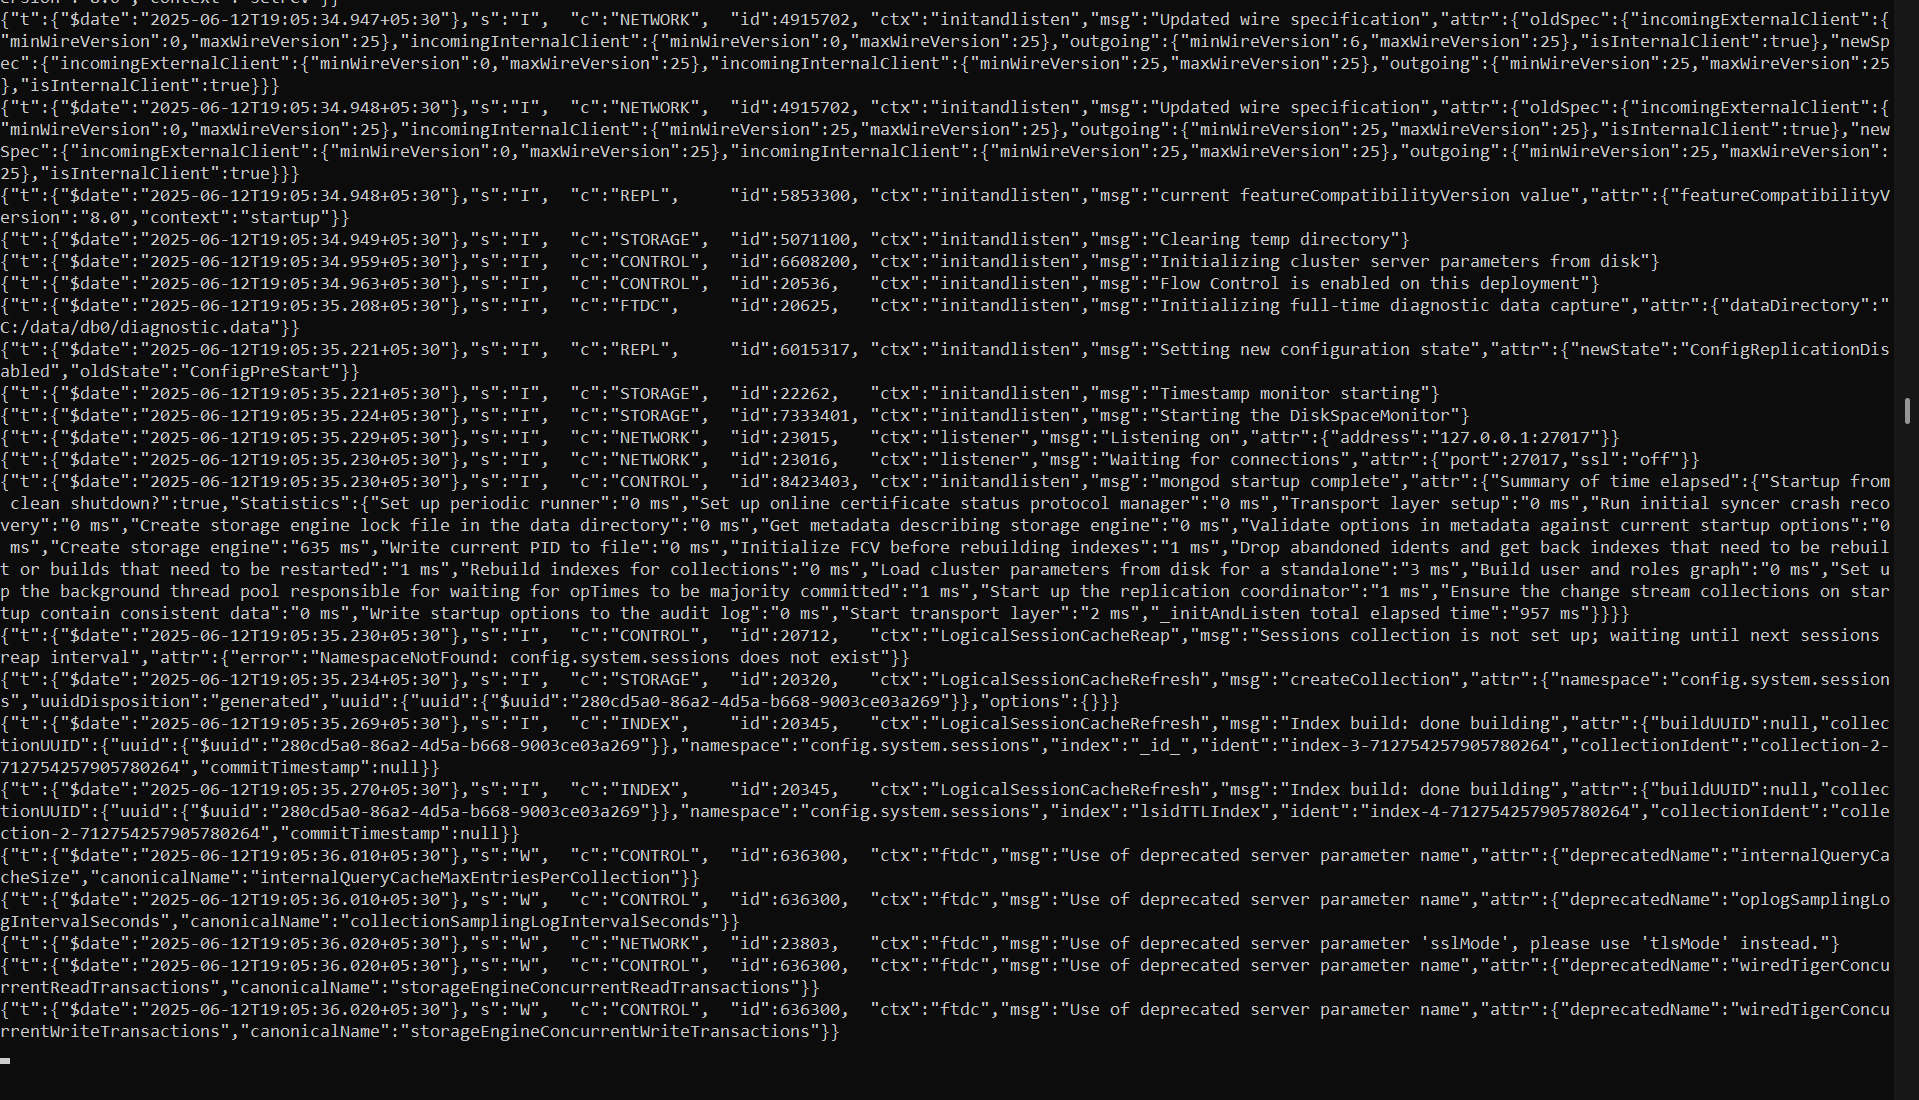 {"t":{"$date":"2025-06-12T19:05:34.947+05:30"},"s":"I",  "c":"NETWORK",  "id":4915702, "ctx":"initandlisten","msg":"Updated wire specification","attr":{"oldSpec":{"incomingExternalClient":{
"minWireVersion":0,"maxWireVersion":25},"incomingInternalClient":{"minWireVersion":0,"maxWireVersion":25},"outgoing":{"minWireVersion":6,"maxWireVersion":25},"isInternalClient":true},"newSp
ec":{"incomingExternalClient":{"minWireVersion":0,"maxWireVersion":25},"incomingInternalClient":{"minWireVersion":25,"maxWireVersion":25},"outgoing":{"minWireVersion":25,"maxWireVersion":25
},"isInternalClient":true}}}
{"t":{"$date":"2025-06-12T19:05:34.948+05:30"},"s":"I",  "c":"NETWORK",  "id":4915702, "ctx":"initandlisten","msg":"Updated wire specification","attr":{"oldSpec":{"incomingExternalClient":{
"minWireVersion":0,"maxWireVersion":25},"incomingInternalClient":{"minWireVersion":25,"maxWireVersion":25},"outgoing":{"minWireVersion":25,"maxWireVersion":25},"isInternalClient":true},"new
Spec":{"incomingExternalClient":{"minWireVersion":0,"maxWireVersion":25},"incomingInternalClient":{"minWireVersion":25,"maxWireVersion":25},"outgoing":{"minWireVersion":25,"maxWireVersion":
25},"isInternalClient":true}}}
{"t":{"$date":"2025-06-12T19:05:34.948+05:30"},"s":"I",  "c":"REPL",     "id":5853300, "ctx":"initandlisten","msg":"current featureCompatibilityVersion value","attr":{"featureCompatibilityV
ersion":"8.0","context":"startup"}}
{"t":{"$date":"2025-06-12T19:05:34.949+05:30"},"s":"I",  "c":"STORAGE",  "id":5071100, "ctx":"initandlisten","msg":"Clearing temp directory"}
{"t":{"$date":"2025-06-12T19:05:34.959+05:30"},"s":"I",  "c":"CONTROL",  "id":6608200, "ctx":"initandlisten","msg":"Initializing cluster server parameters from disk"}
{"t":{"$date":"2025-06-12T19:05:34.963+05:30"},"s":"I",  "c":"CONTROL",  "id":20536,   "ctx":"initandlisten","msg":"Flow Control is enabled on this deployment"}
{"t":{"$date":"2025-06-12T19:05:35.208+05:30"},"s":"I",  "c":"FTDC",     "id":20625,   "ctx":"initandlisten","msg":"Initializing full-time diagnostic data capture","attr":{"dataDirectory":"
C:/data/db0/diagnostic.data"}}
{"t":{"$date":"2025-06-12T19:05:35.221+05:30"},"s":"I",  "c":"REPL",     "id":6015317, "ctx":"initandlisten","msg":"Setting new configuration state","attr":{"newState":"ConfigReplicationDis
abled","oldState":"ConfigPreStart"}}
{"t":{"$date":"2025-06-12T19:05:35.221+05:30"},"s":"I",  "c":"STORAGE",  "id":22262,   "ctx":"initandlisten","msg":"Timestamp monitor starting"}
{"t":{"$date":"2025-06-12T19:05:35.224+05:30"},"s":"I",  "c":"STORAGE",  "id":7333401, "ctx":"initandlisten","msg":"Starting the DiskSpaceMonitor"}
{"t":{"$date":"2025-06-12T19:05:35.229+05:30"},"s":"I",  "c":"NETWORK",  "id":23015,   "ctx":"listener","msg":"Listening on","attr":{"address":"127.0.0.1:27017"}}
{"t":{"$date":"2025-06-12T19:05:35.230+05:30"},"s":"I",  "c":"NETWORK",  "id":23016,   "ctx":"listener","msg":"Waiting for connections","attr":{"port":27017,"ssl":"off"}}
{"t":{"$date":"2025-06-12T19:05:35.230+05:30"},"s":"I",  "c":"CONTROL",  "id":8423403, "ctx":"initandlisten","msg":"mongod startup complete","attr":{"Summary of time elapsed":{"Startup from
 clean shutdown?":true,"Statistics":{"Set up periodic runner":"0 ms","Set up online certificate status protocol manager":"0 ms","Transport layer setup":"0 ms","Run initial syncer crash reco
very":"0 ms","Create storage engine lock file in the data directory":"0 ms","Get metadata describing storage engine":"0 ms","Validate options in metadata against current startup options":"0
 ms","Create storage engine":"635 ms","Write current PID to file":"0 ms","Initialize FCV before rebuilding indexes":"1 ms","Drop abandoned idents and get back indexes that need to be rebuil
t or builds that need to be restarted":"1 ms","Rebuild indexes for collections":"0 ms","Load cluster parameters from disk for a standalone":"3 ms","Build user and roles graph":"0 ms","Set u
p the background thread pool responsible for waiting for opTimes to be majority committed":"1 ms","Start up the replication coordinator":"1 ms","Ensure the change stream collections on star
tup contain consistent data":"0 ms","Write startup options to the audit log":"0 ms","Start transport layer":"2 ms","_initAndListen total elapsed time":"957 ms"}}}}
{"t":{"$date":"2025-06-12T19:05:35.230+05:30"},"s":"I",  "c":"CONTROL",  "id":20712,   "ctx":"LogicalSessionCacheReap","msg":"Sessions collection is not set up; waiting until next sessions
reap interval","attr":{"error":"NamespaceNotFound: config.system.sessions does not exist"}}
{"t":{"$date":"2025-06-12T19:05:35.234+05:30"},"s":"I",  "c":"STORAGE",  "id":20320,   "ctx":"LogicalSessionCacheRefresh","msg":"createCollection","attr":{"namespace":"config.system.session
s","uuidDisposition":"generated","uuid":{"uuid":{"$uuid":"280cd5a0-86a2-4d5a-b668-9003ce03a269"}},"options":{}}}
{"t":{"$date":"2025-06-12T19:05:35.269+05:30"},"s":"I",  "c":"INDEX",    "id":20345,   "ctx":"LogicalSessionCacheRefresh","msg":"Index build: done building","attr":{"buildUUID":null,"collec
tionUUID":{"uuid":{"$uuid":"280cd5a0-86a2-4d5a-b668-9003ce03a269"}},"namespace":"config.system.sessions","index":"_id_","ident":"index-3-712754257905780264","collectionIdent":"collection-2-
712754257905780264","commitTimestamp":null}}
{"t":{"$date":"2025-06-12T19:05:35.270+05:30"},"s":"I",  "c":"INDEX",    "id":20345,   "ctx":"LogicalSessionCacheRefresh","msg":"Index build: done building","attr":{"buildUUID":null,"collec
tionUUID":{"uuid":{"$uuid":"280cd5a0-86a2-4d5a-b668-9003ce03a269"}},"namespace":"config.system.sessions","index":"lsidTTLIndex","ident":"index-4-712754257905780264","collectionIdent":"colle
ction-2-712754257905780264","commitTimestamp":null}}
{"t":{"$date":"2025-06-12T19:05:36.010+05:30"},"s":"W",  "c":"CONTROL",  "id":636300,  "ctx":"ftdc","msg":"Use of deprecated server parameter name","attr":{"deprecatedName":"internalQueryCa
cheSize","canonicalName":"internalQueryCacheMaxEntriesPerCollection"}}
{"t":{"$date":"2025-06-12T19:05:36.010+05:30"},"s":"W",  "c":"CONTROL",  "id":636300,  "ctx":"ftdc","msg":"Use of deprecated server parameter name","attr":{"deprecatedName":"oplogSamplingLo
gIntervalSeconds","canonicalName":"collectionSamplingLogIntervalSeconds"}}
{"t":{"$date":"2025-06-12T19:05:36.020+05:30"},"s":"W",  "c":"NETWORK",  "id":23803,   "ctx":"ftdc","msg":"Use of deprecated server parameter 'sslMode', please use 'tlsMode' instead."}
{"t":{"$date":"2025-06-12T19:05:36.020+05:30"},"s":"W",  "c":"CONTROL",  "id":636300,  "ctx":"ftdc","msg":"Use of deprecated server parameter name","attr":{"deprecatedName":"wiredTigerConcu
rrentReadTransactions","canonicalName":"storageEngineConcurrentReadTransactions"}}
{"t":{"$date":"2025-06-12T19:05:36.020+05:30"},"s":"W",  "c":"CONTROL",  "id":636300,  "ctx":"ftdc","msg":"Use of deprecated server parameter name","attr":{"deprecatedName":"wiredTigerConcu
rrentWriteTransactions","canonicalName":"storageEngineConcurrentWriteTransactions"}}